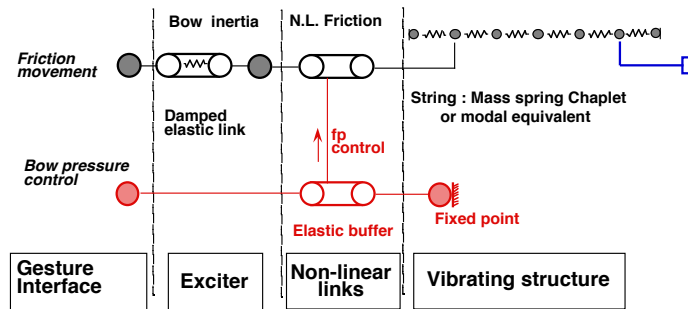 Bow inertia
N.L. Friction
Friction
movement
Damped
elastic link
String : Mass spring Chaplet
or modal equivalent
fp
control
Bow pressure
control
Elastic buffer
Fixed point
Gesture
Interface
Exciter
Non-linear
links
Vibrating structure